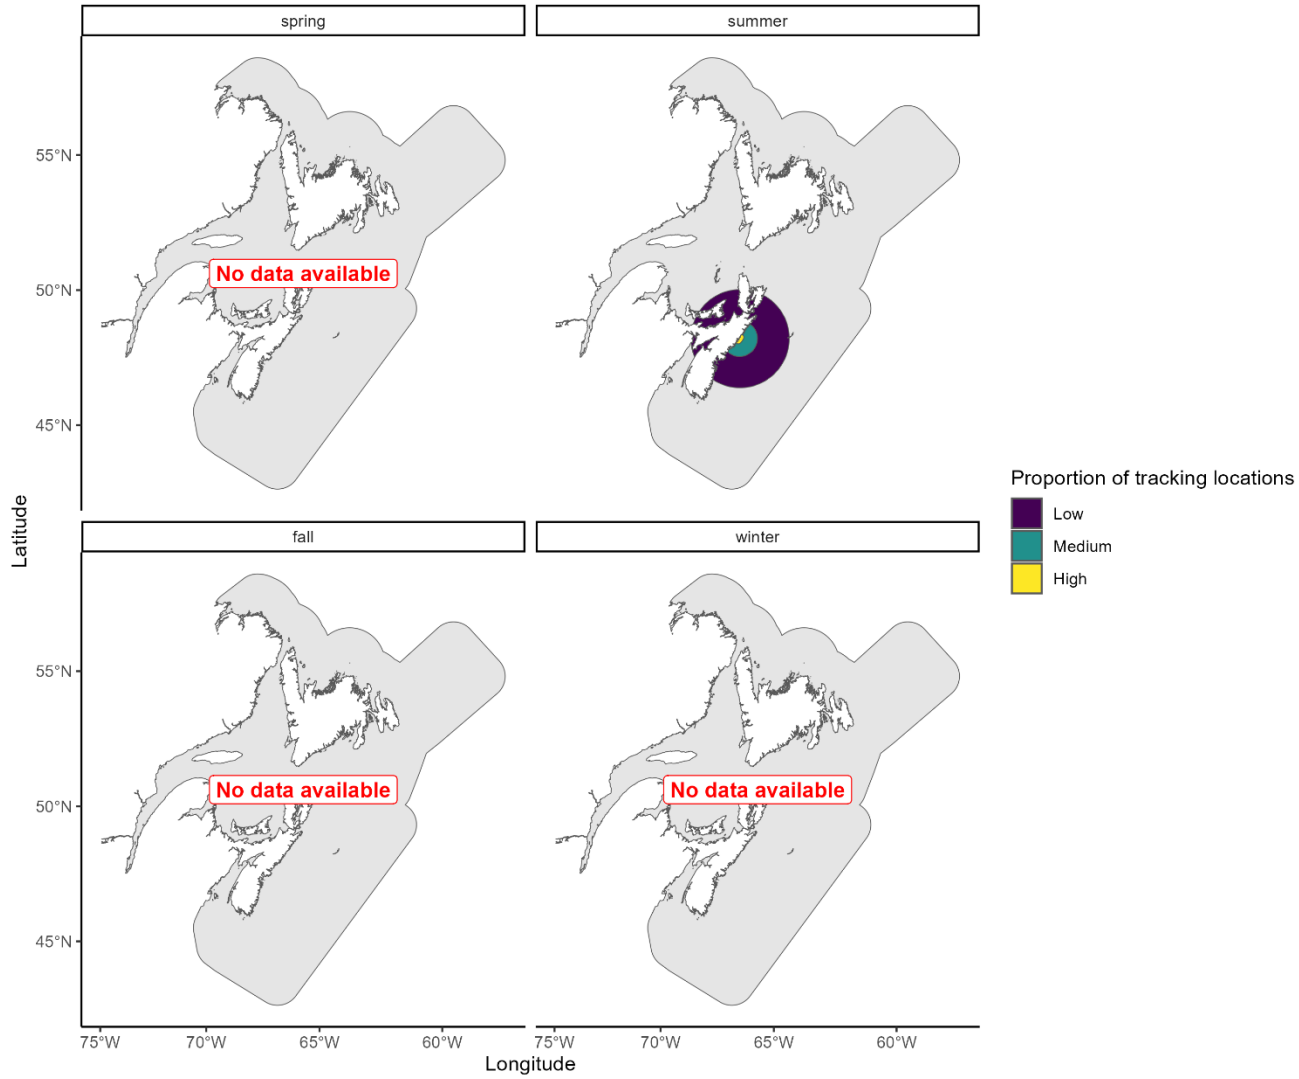 spring
summer
55°N
50°N
45°N
No data available
Latitude
fall
winter
55°N
50°N
45°N
No data available
No data available
75°W
70°W
65°W
60°W
75°W
70°W
65°W
60°W
Longitude
Proportion of tracking locations
Low
Medium
High